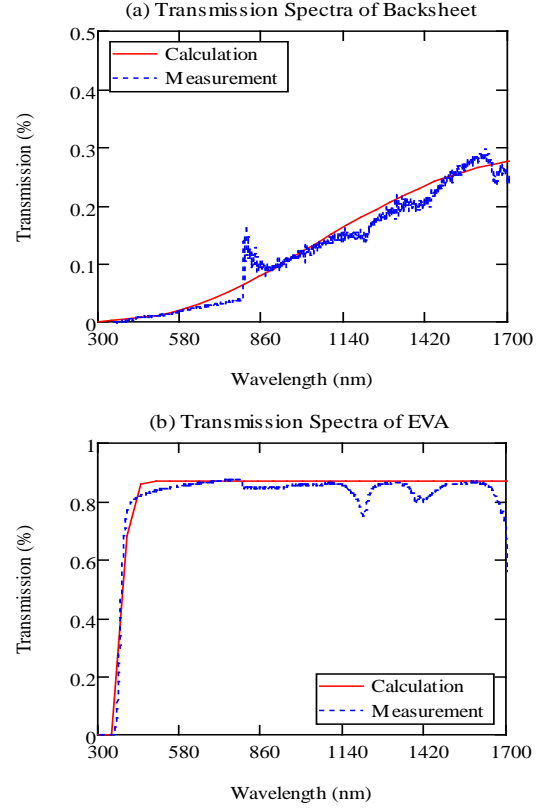 (a) Transmission Spectra of Backsheet
0.5
0.4
0.3
0.2
0.1
0
Transmission (%)
Calculation
Measurement
300 580 860 1140 1420 1700
Wavelength (nm)
(b) Transmission Spectra of EVA
1
0.8
0.6
0.4
0.2
0
Transmission (%)
Calculation
Measurement
300 580 860 1140 1420 1700
Wavelength (nm)